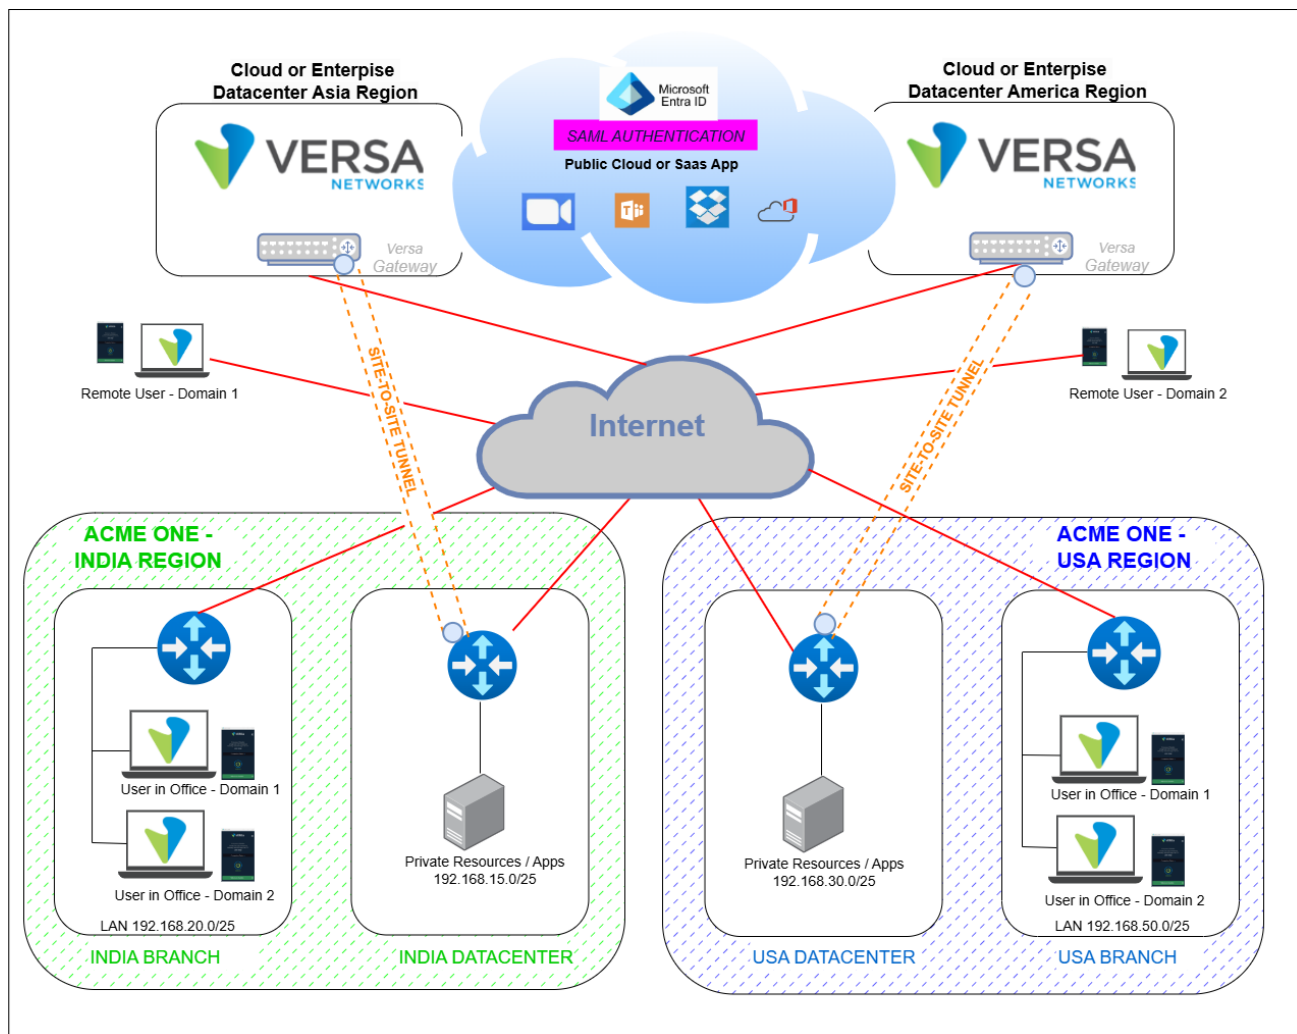 Cloud or Enterpise
Datacenter Asia Region
VERSA
NETWORKS
Versa
Gateway
Microsoft
Entra ID
SAML AUTHENTICATION
Public Cloud or Saas App
Cloud or Enterpise
Datacenter America Region
VERSA
NETWORKS
Versa
Gateway
Remote User - Domain 1
Remote User - Domain 2
SITE-TO-SITE TUNNEL
SITE-TO-SITE TUNNEL
Internet
ACME ONE -
INDIA REGION
ACME ONE -
USA REGION
User in Office - Domain 1
User in Office - Domain 2
LAN 192.168.20.0/25
INDIA BRANCH
Private Resources / Apps
192.168.15.0/25
INDIA DATACENTER
Private Resources / Apps
192.168.30.0/25
USA DATACENTER
User in Office - Domain 1
User in Office - Domain 2
LAN 192.168.50.0/25
USA BRANCH